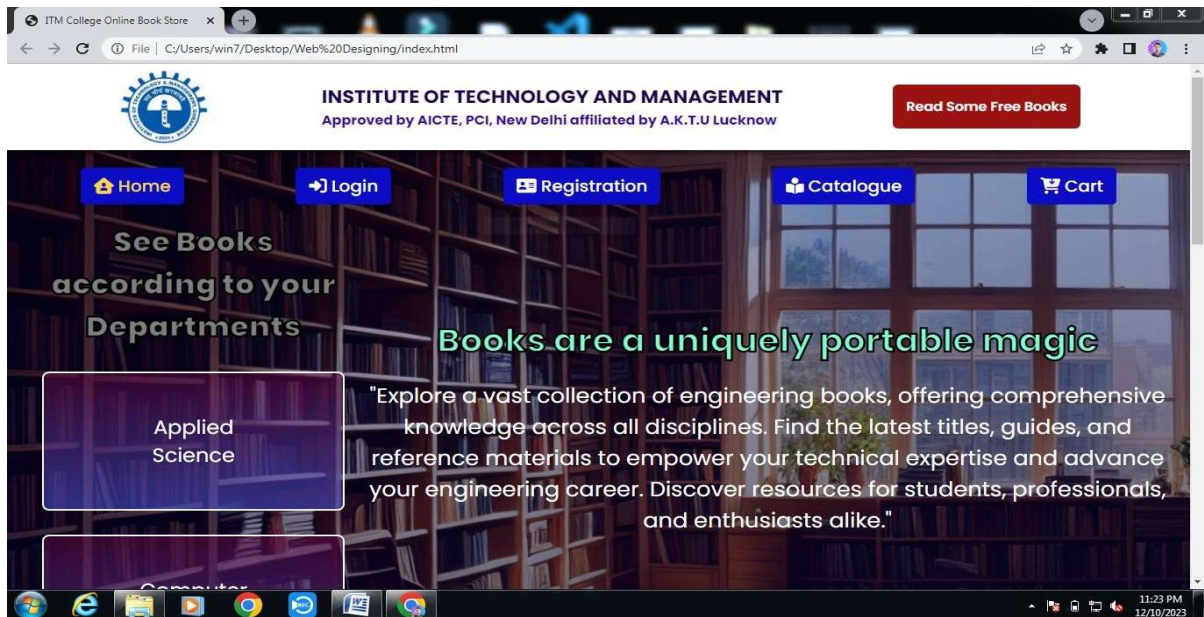 ITM College Online Book Store
File | C:/Users/win7/Desktop/Web%20Designing/index.html
INSTITUTE OF TECHNOLOGY AND MANAGEMENT
Approved by AICTE, PCI, New Delhi affiliated by A.K.T.U Lucknow
Read Some Free Books
Home
Login
Registration
Catalogue
Cart
See Books
according to your
Departments
Books are a uniquely portable magic
"Explore a vast collection of engineering books, offering comprehensive
knowledge across all disciplines. Find the latest titles, guides, and
reference materials to empower your technical expertise and advance
your engineering career. Discover resources for students, professionals,
and enthusiasts alike."
Applied
Science
Computer
11:23 PM
12/10/2023